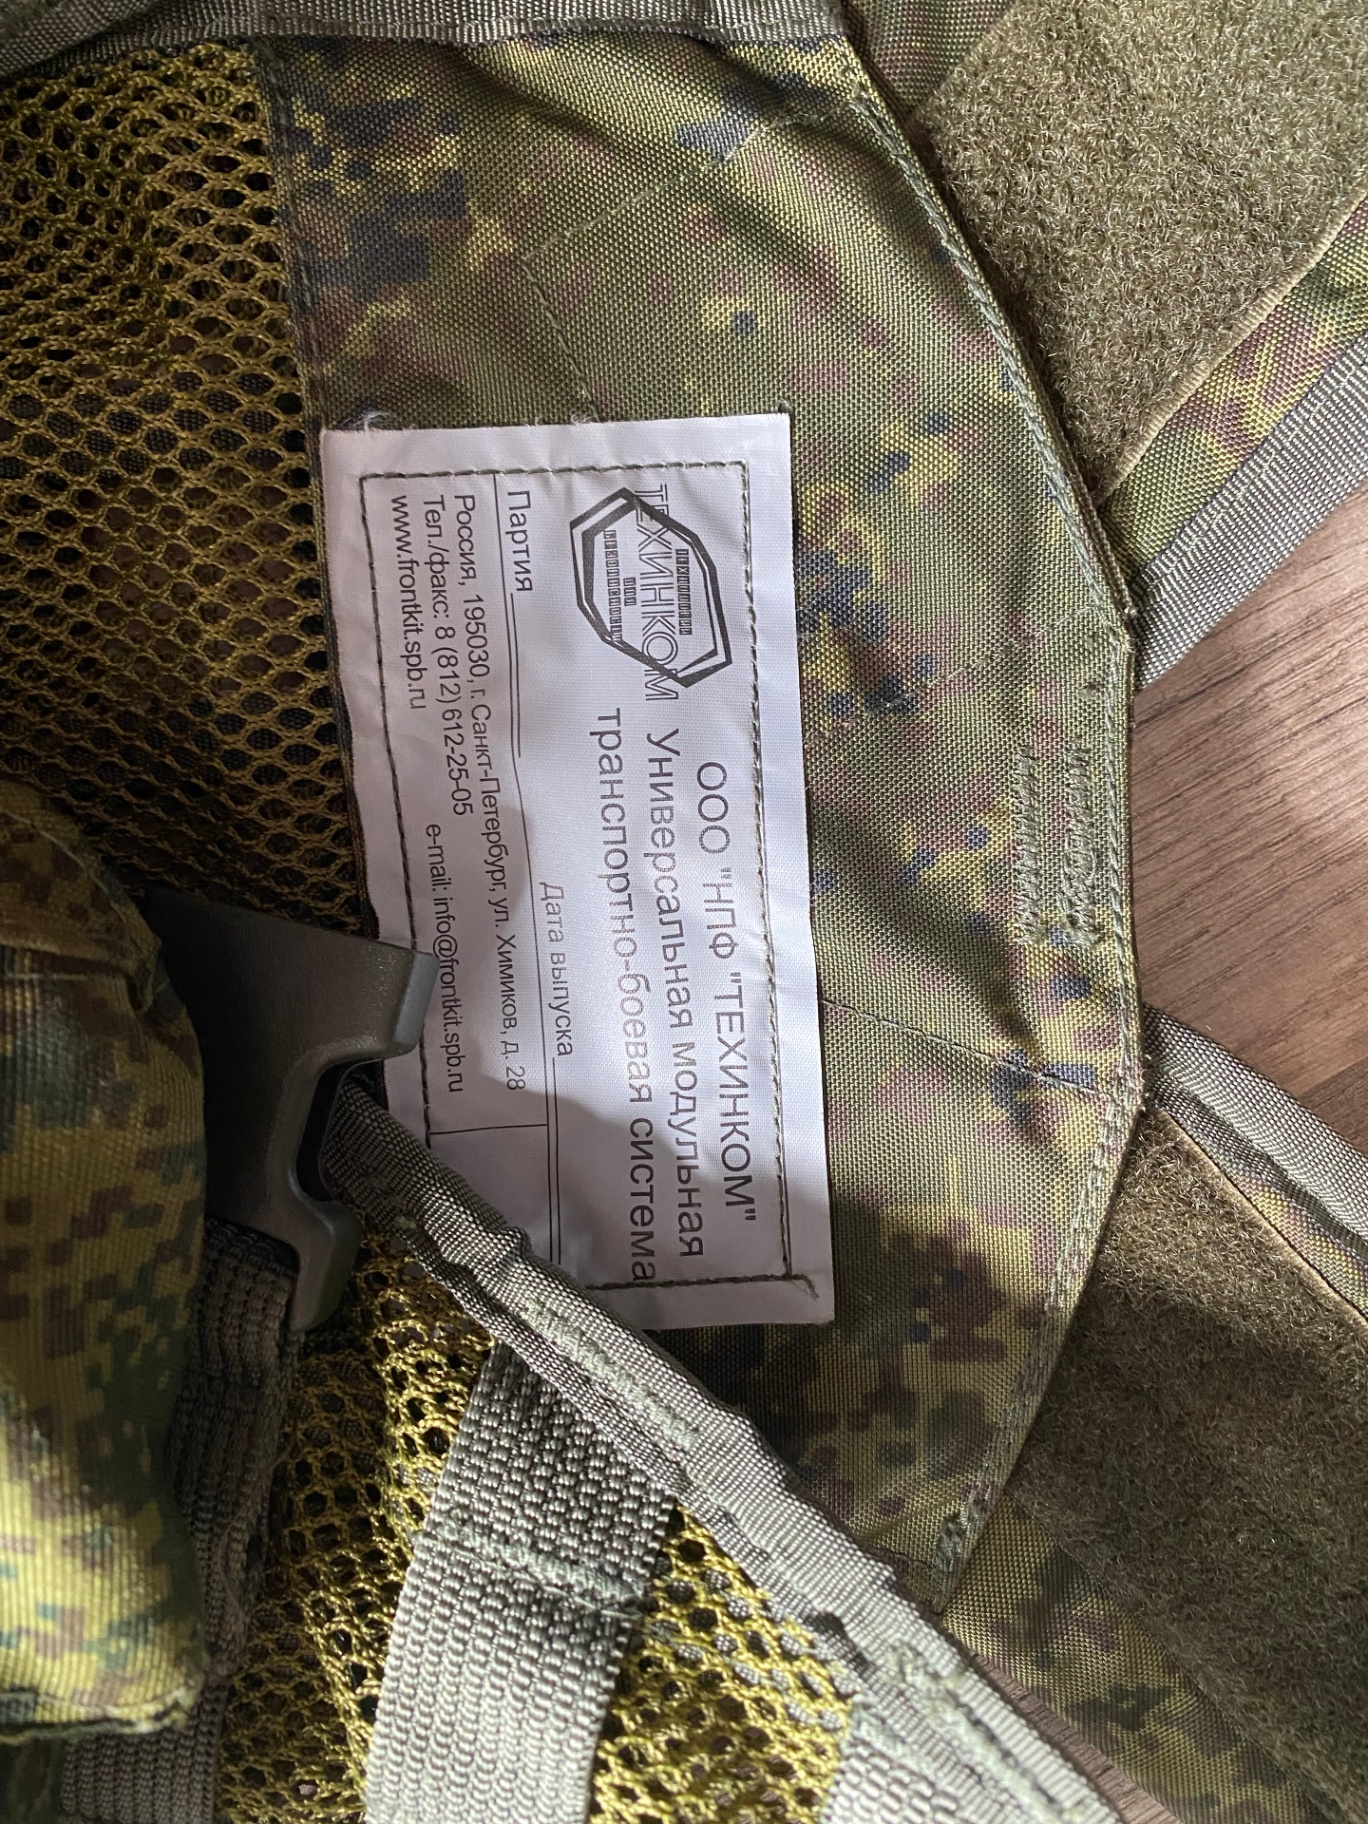 ТЕХИНКОМ
ООО "НПФ "ТЕХИНКОМ"
Универсальная модульная
транспортно-боевая система
Партия
Дата выпуска
Россия, 195030, г. Санкт-Петербург, ул. Химиков, д. 28
Тел./факс: 8 (812) 612-25-05 e-mail: info@frontkit.spb.ru
www.frontkit.spb.ru